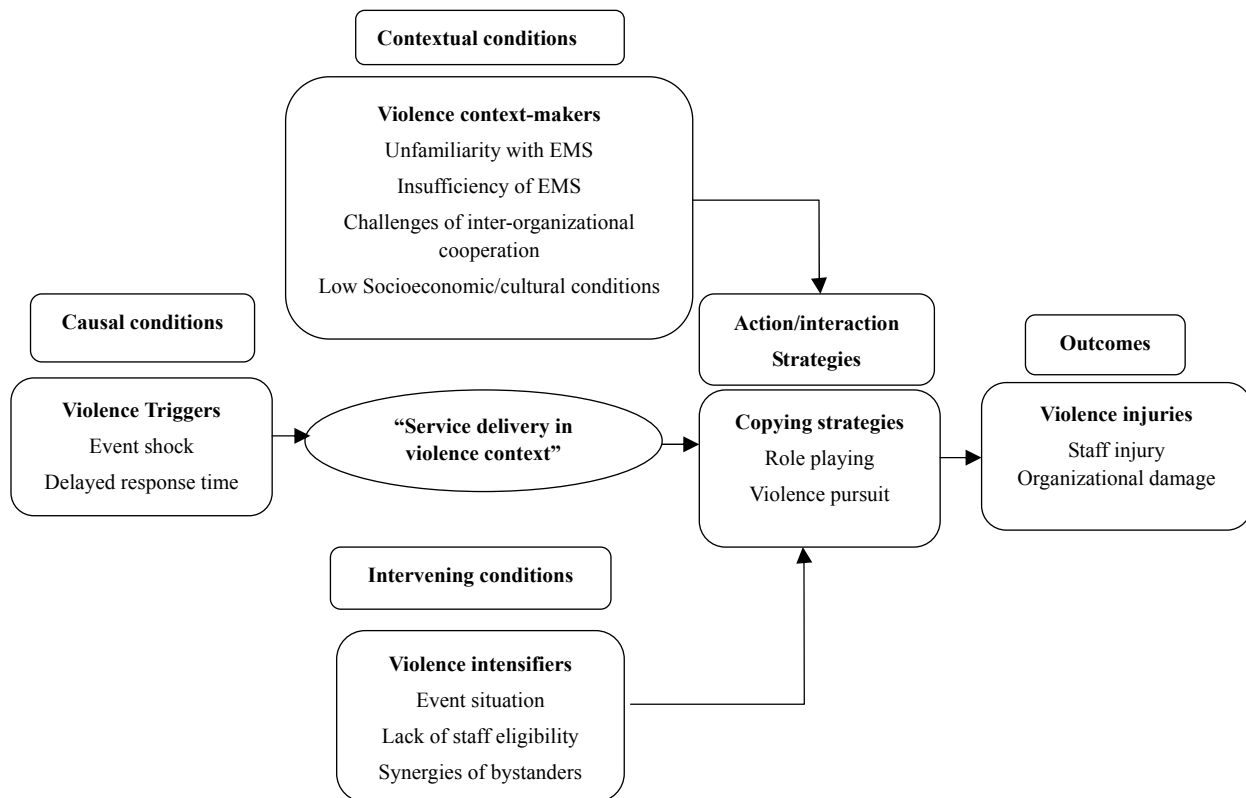 Contextual conditions
Violence context-makers
Unfamiliarity with EMS
Insufficiency of EMS
Challenges of inter-organizational
cooperation
Low Socioeconomic/cultural conditions
Causal conditions
Violence Triggers
Event shock
Delayed response time
“Service delivery in
violence context”
Action/interaction
Strategies
Copying strategies
Role playing
Violence pursuit
Outcomes
Violence injuries
Staff injury
Organizational damage
Intervening conditions
Violence intensifiers
Event situation
Lack of staff eligibility
Synergies of bystanders